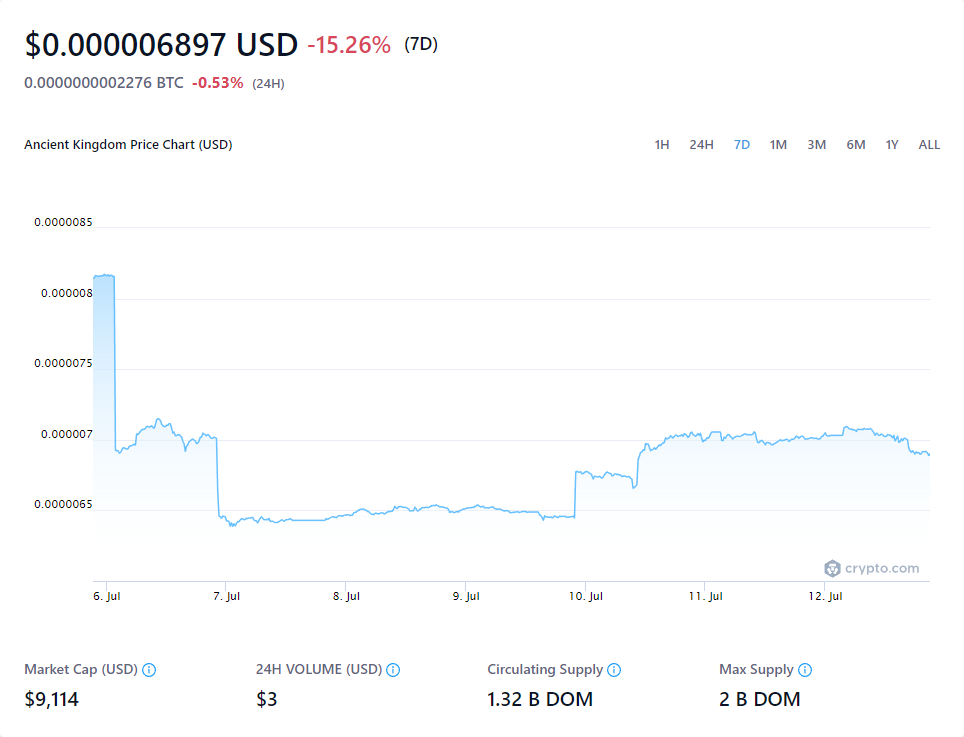 $0.000006897 USD -15.26% (7D)
0.0000000002276 BTC -0.53% (24H)
Ancient Kingdom Price Chart (USD) 1H 24H 7D 1M 3M 6M 1Y ALL
0.0000085
0.000008
0.0000075
0.000007
0.0000065
crypto.com
6. Jul 7. Jul 8. Jul 9. Jul 10. Jul 11. Jul 12. Jul
Market Cap (USD) 24H VOLUME (USD) Circulating Supply Max Supply
$9,114 $3 1.32 B DOM 2 B DOM